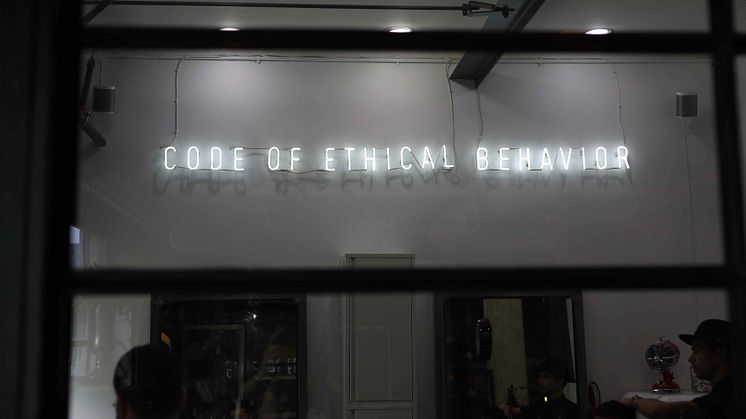 CODE OF ETHICAL BEHAVIOR